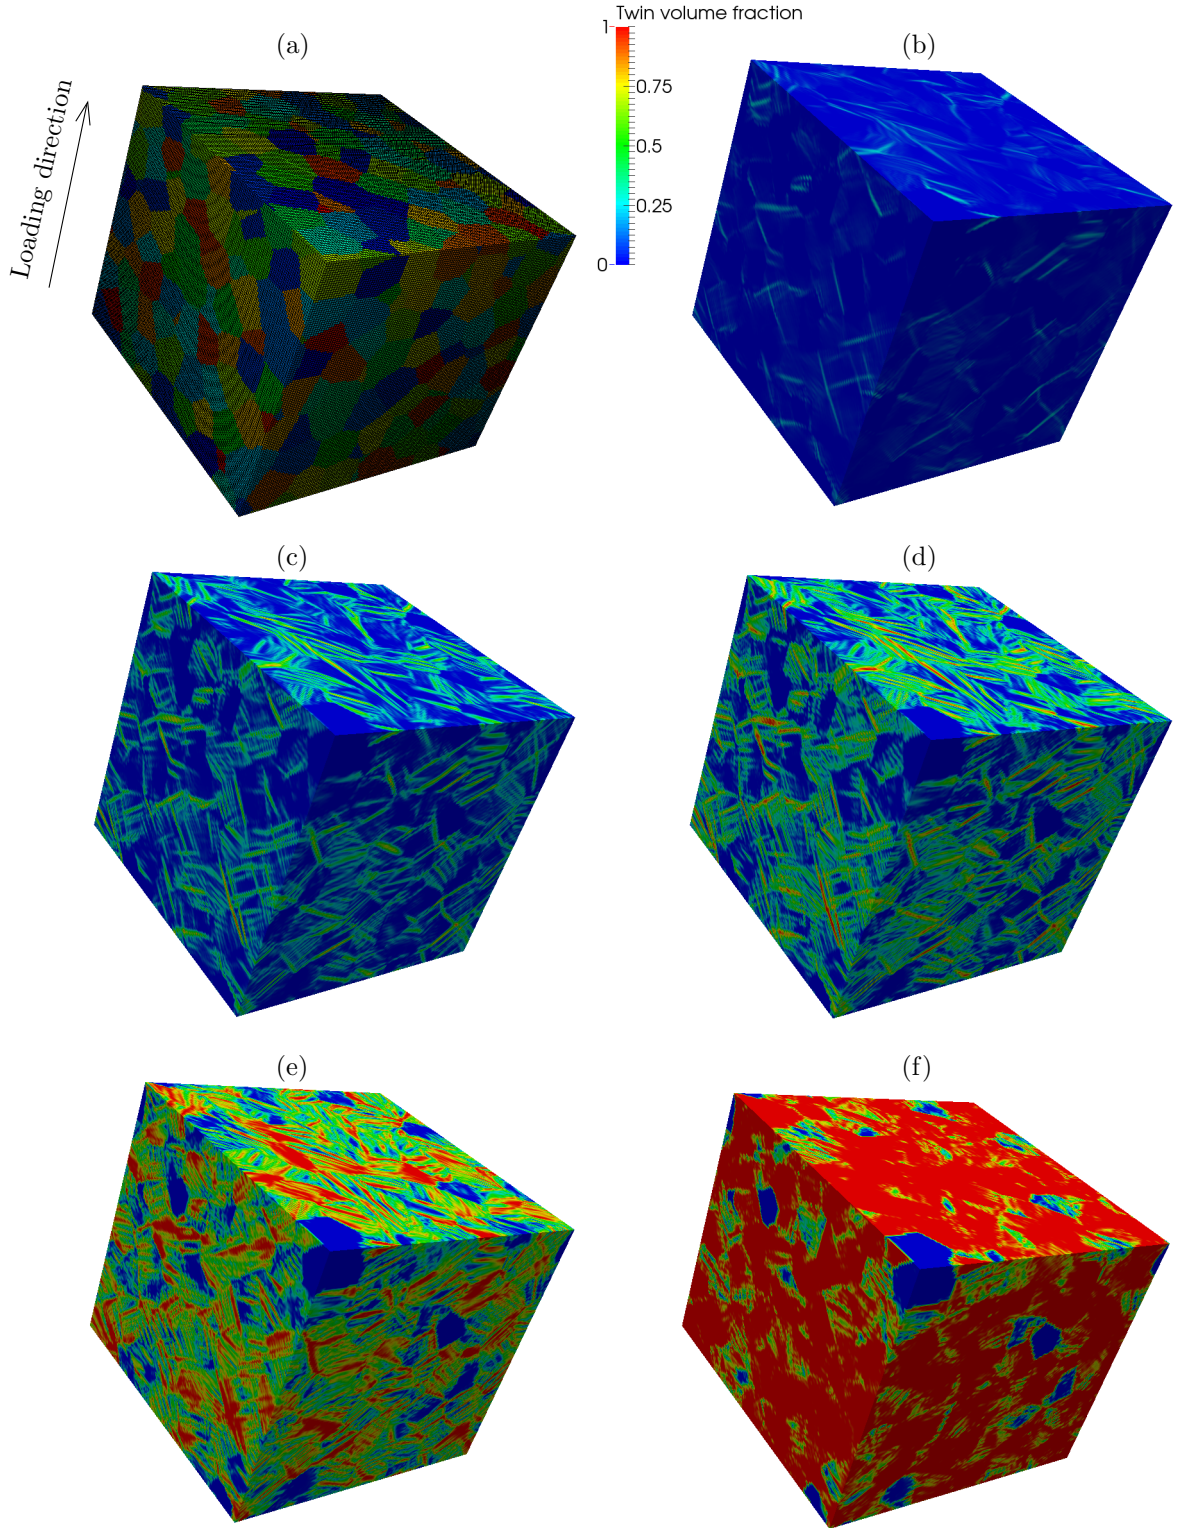 Twin volume fraction
(a)
(b)
1
0.75
0.5
0.25
0
Loading direction
(c)
(d)
(e)
(f)